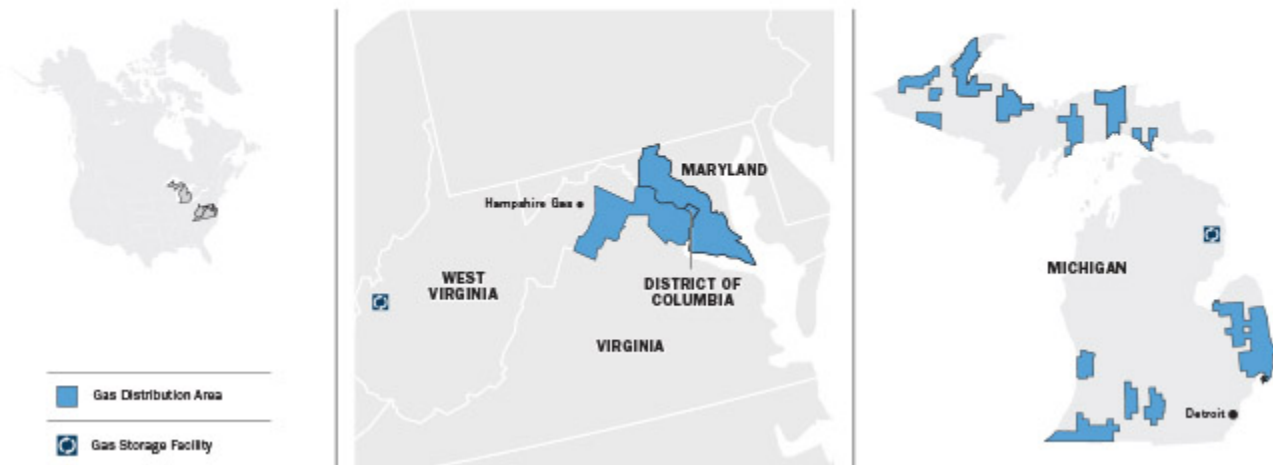 Gas Distribution Area
Gas Storage Facility
MARYLAND
Hampshire Gas
WEST
VIRGINIA
DISTRICT OF
COLUMBIA
VIRGINIA
MICHIGAN
Detroit